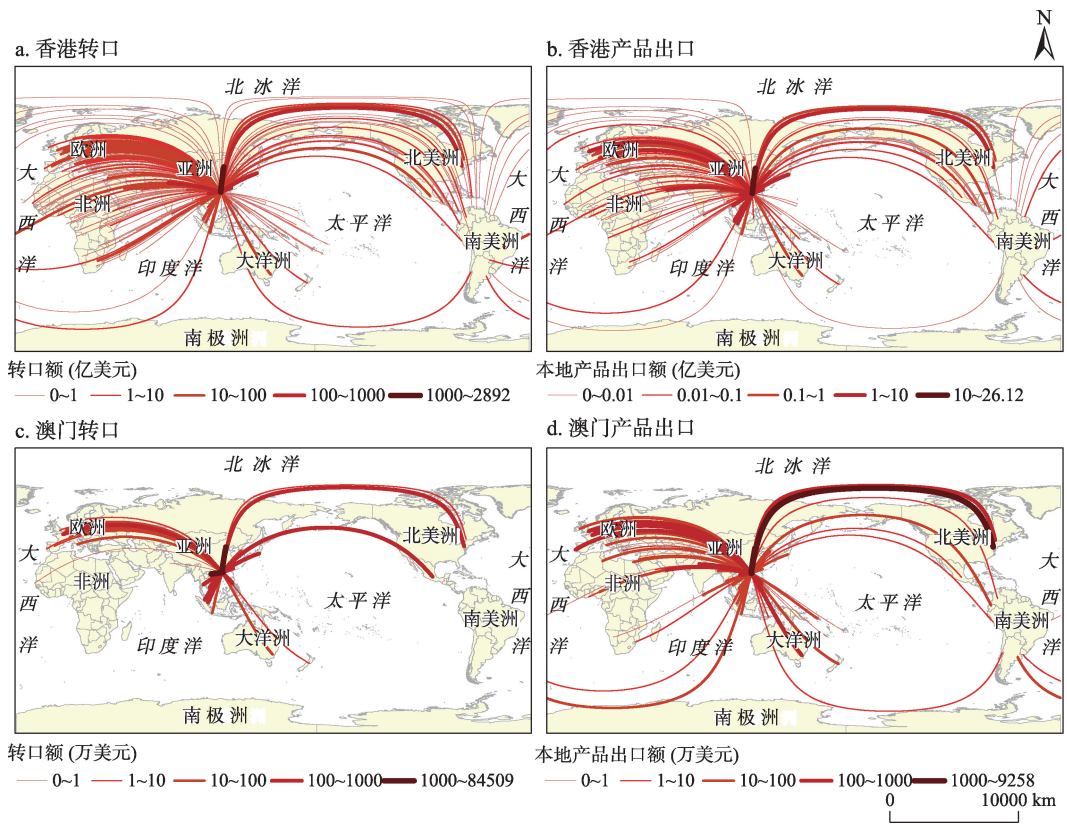 N
a. 香港转口
b. 香港产品出口
北 冰 洋
欧洲
亚洲
北美洲
大
西
洋
非洲
太 平 洋
大
西
洋
南美洲
印 度 洋
大洋洲
南 极 洲
北 冰 洋
欧洲
亚洲
北美洲
大
西
洋
非洲
太 平 洋
大
西
洋
南美洲
印 度 洋
大洋洲
南 极 洲
转口额 (亿美元)
0~1 1~10 10~100 100~1000 1000~2892
本地产品出口额 (亿美元)
0~0.01 0.01~0.1 0.1~1 1~10 10~26.12
c. 澳门转口
d. 澳门产品出口
北 冰 洋
欧洲
亚洲
北美洲
大
西
洋
非洲
太 平 洋
大
西
洋
南美洲
印 度 洋
大洋洲
南 极 洲
北 冰 洋
欧洲
亚洲
北美洲
大
西
洋
非洲
太 平 洋
大
西
洋
南美洲
印 度 洋
大洋洲
南 极 洲
转口额 (万美元)
0~1 1~10 10~100 100~1000 1000~84509
本地产品出口额 (万美元)
0~1 1~10 10~100 100~1000 1000~9258
0 10000 km